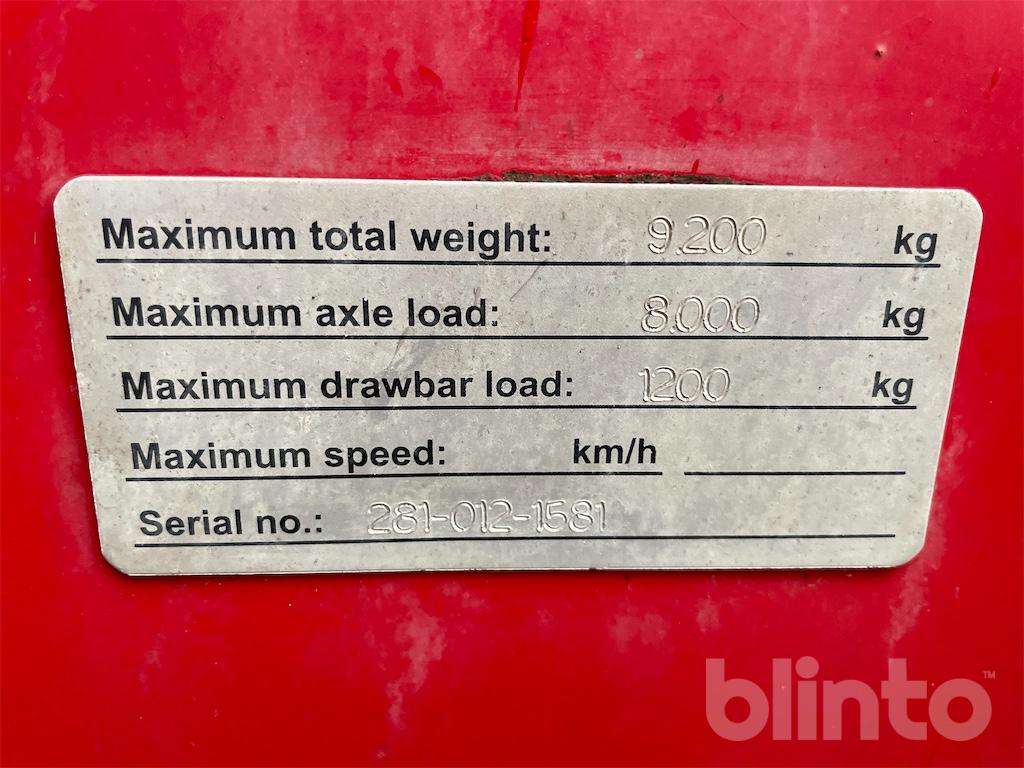 Maximum total weight: 9.200 kg
Maximum axle load: 8.000 kg
Maximum drawbar load: 1200 kg
Maximum speed: km/h
Serial no.: 281-012-1581
blinto™